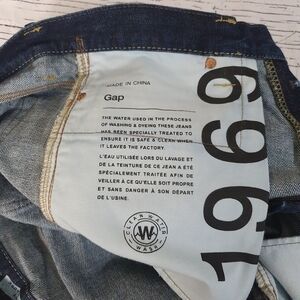 MADE IN CHINA
Gap
THE WATER USED IN THE PROCESS
OF WASHING & DYEING THESE JEANS
HAS BEEN SPECIALLY TREATED TO
ENSURE IT IS SAFE & CLEAN WHEN
IT LEAVES THE FACTORY.
L'EAU UTILISÉE LORS DU LAVAGE ET
DE LA TEINTURE DE CE JEAN A ÉTÉ
SPÉCIALEMENT TRAITÉE AFIN DE
VEILLER À CE QU'ELLE SOIT PROPRE
ET SANS DANGER À SON DÉPART
DE L'USINE.
CLEAN WATER
W
WASH
1969